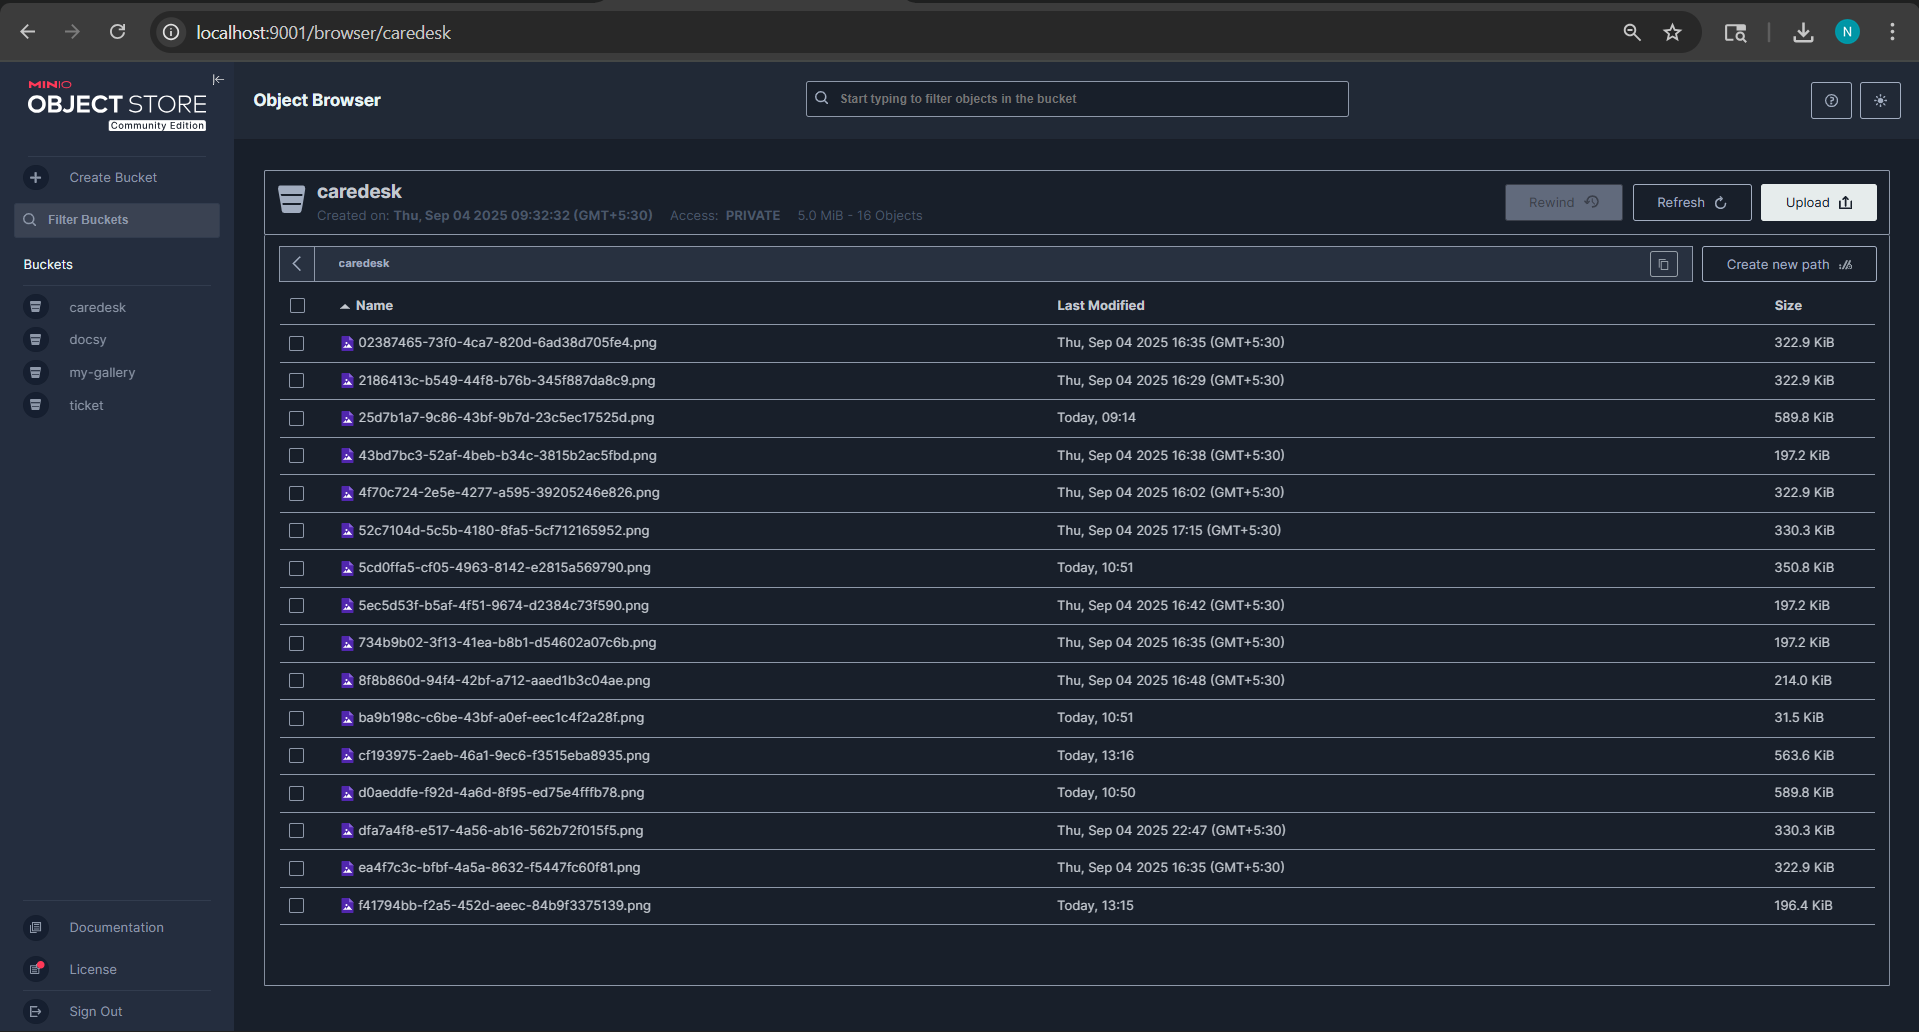 localhost:9001/browser/caredesk
N
MINIO
OBJECT STORE
Community Edition
Object Browser
Start typing to filter objects in the bucket
Create Bucket
Filter Buckets
Buckets
caredesk
docsy
my-gallery
ticket
Documentation
License
Sign Out
caredesk
Created on: Thu, Sep 04 2025 09:32:32 (GMT+5:30) Access: PRIVATE 5.0 MiB - 16 Objects
Rewind
Refresh
Upload
caredesk
Create new path
Name Last Modified Size
02387465-73f0-4ca7-820d-6ad38d705fe4.png Thu, Sep 04 2025 16:35 (GMT+5:30) 322.9 KiB
2186413c-b549-44f8-b76b-345f887da8c9.png Thu, Sep 04 2025 16:29 (GMT+5:30) 322.9 KiB
25d7b1a7-9c86-43bf-9b7d-23c5ec17525d.png Today, 09:14 589.8 KiB
43bd7bc3-52af-4beb-b34c-3815b2ac5fbd.png Thu, Sep 04 2025 16:38 (GMT+5:30) 197.2 KiB
4f70c724-2e5e-4277-a595-39205246e826.png Thu, Sep 04 2025 16:02 (GMT+5:30) 322.9 KiB
52c7104d-5c5b-4180-8fa5-5cf712165952.png Thu, Sep 04 2025 17:15 (GMT+5:30) 330.3 KiB
5cd0ffa5-cf05-4963-8142-e2815a569790.png Today, 10:51 350.8 KiB
5ec5d53f-b5af-4f51-9674-d2384c73f590.png Thu, Sep 04 2025 16:42 (GMT+5:30) 197.2 KiB
734b9b02-3f13-41ea-b8b1-d54602a07c6b.png Thu, Sep 04 2025 16:35 (GMT+5:30) 197.2 KiB
8f8b860d-94f4-42bf-a712-aaed1b3c04ae.png Thu, Sep 04 2025 16:48 (GMT+5:30) 214.0 KiB
ba9b198c-c6be-43bf-a0ef-eec1c4f2a28f.png Today, 10:51 31.5 KiB
cf193975-2aeb-46a1-9ec6-f3515eba8935.png Today, 13:16 563.6 KiB
d0aeddfe-f92d-4a6d-8f95-ed75e4fffb78.png Today, 10:50 589.8 KiB
dfa7a4f8-e517-4a56-ab16-562b72f015f5.png Thu, Sep 04 2025 22:47 (GMT+5:30) 330.3 KiB
ea4f7c3c-bfbf-4a5a-8632-f5447fc60f81.png Thu, Sep 04 2025 16:35 (GMT+5:30) 322.9 KiB
f41794bb-f2a5-452d-aeec-84b9f3375139.png Today, 13:15 196.4 KiB